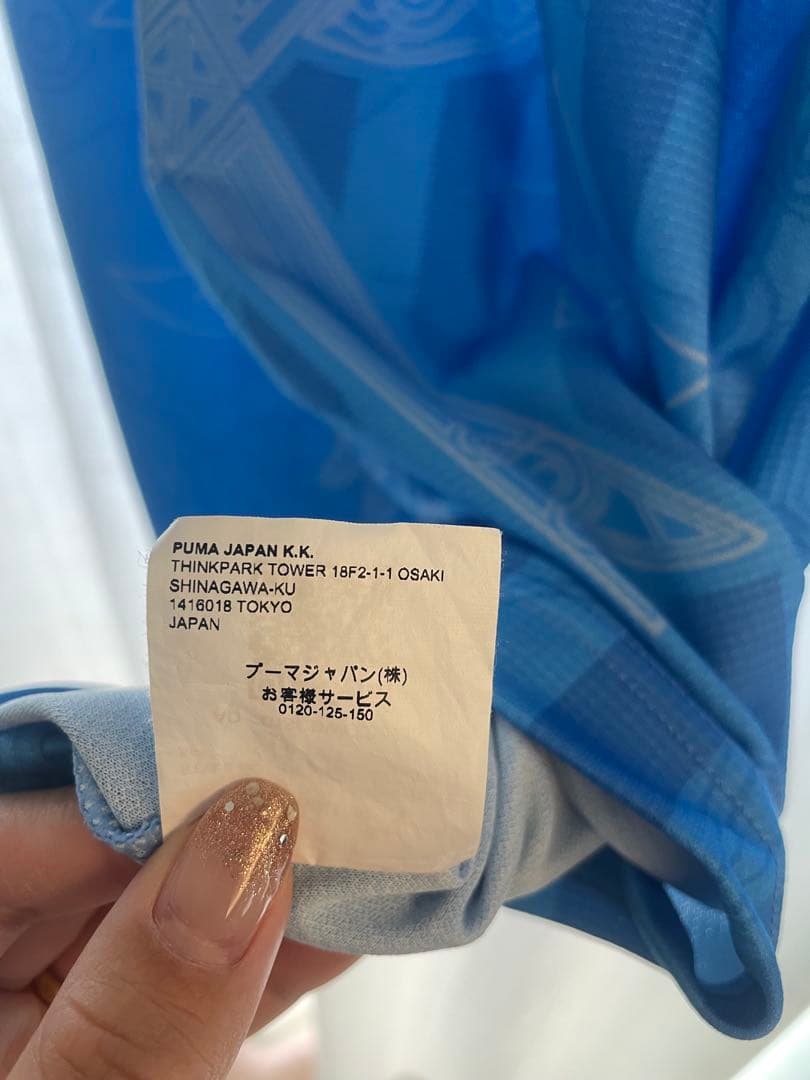 PUMA JAPAN K.K.
THINKPARK TOWER 18F2-1-1 OSAKI
SHINAGAWA-KU
1416018 TOKYO
JAPAN
プーマジャパン(株)
お客様サービス
0120-125-150